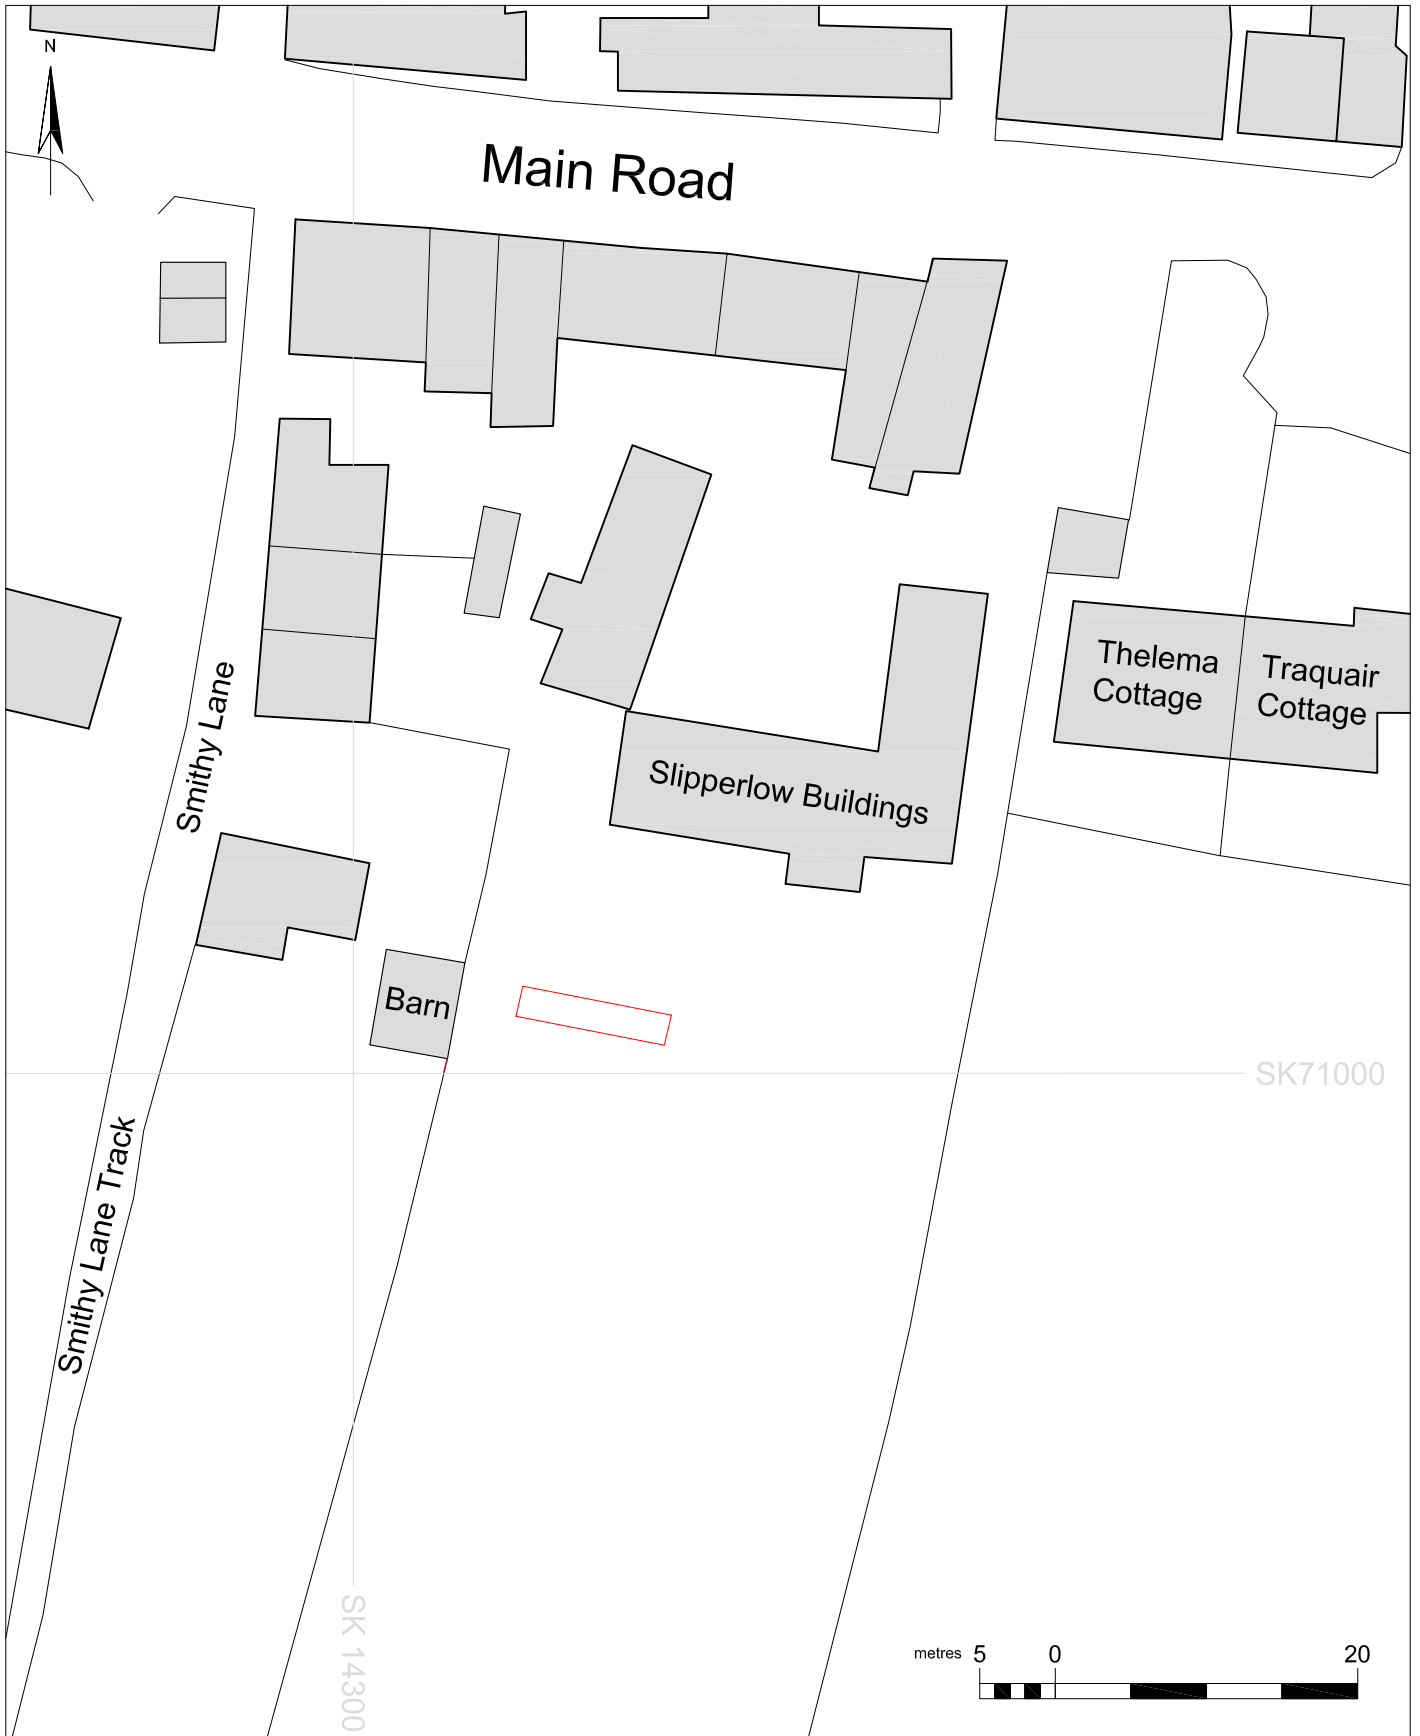 N
Main Road
Thelema
Cottage
Traquair
Cottage
Smithy Lane
Slipperlow Buildings
Barn
SK71000
Smithy Lane Track
SK 14300
metres 5 0 20